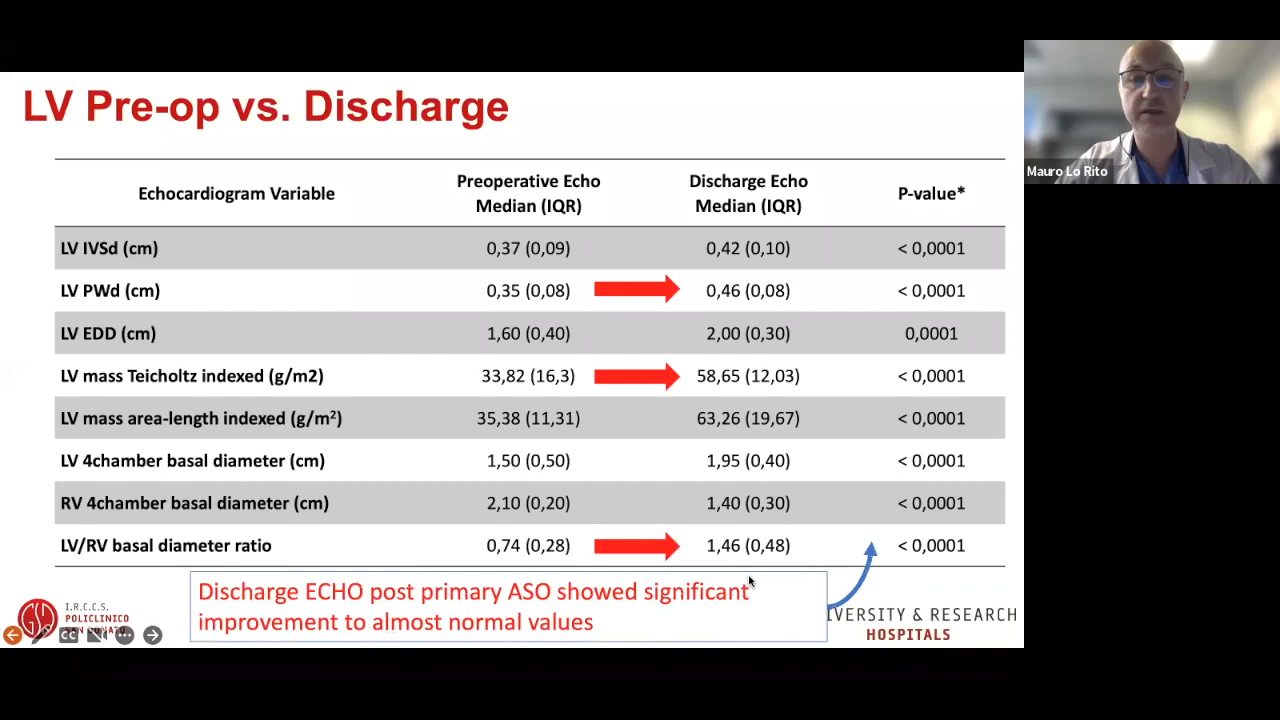 LV Pre-op vs. Discharge
Echocardiogram Variable Preoperative Echo Median (IQR) Discharge Echo Median (IQR) P-value*
LV IVSd (cm) 0,37 (0,09) 0,42 (0,10) < 0,0001
LV PWd (cm) 0,35 (0,08) 0,46 (0,08) < 0,0001
LV EDD (cm) 1,60 (0,40) 2,00 (0,30) 0,0001
LV mass Teicholtz indexed (g/m2) 33,82 (16,3) 58,65 (12,03) < 0,0001
LV mass area-length indexed (g/m²) 35,38 (11,31) 63,26 (19,67) < 0,0001
LV 4chamber basal diameter (cm) 1,50 (0,50) 1,95 (0,40) < 0,0001
RV 4chamber basal diameter (cm) 2,10 (0,20) 1,40 (0,30) < 0,0001
LV/RV basal diameter ratio 0,74 (0,28) 1,46 (0,48) < 0,0001
Discharge ECHO post primary ASO showed significant
improvement to almost normal values
I.R.C.C.S.
POLICLINICO
VERSITY & RESEARCH
HOSPITALS
Mauro Lo Rito